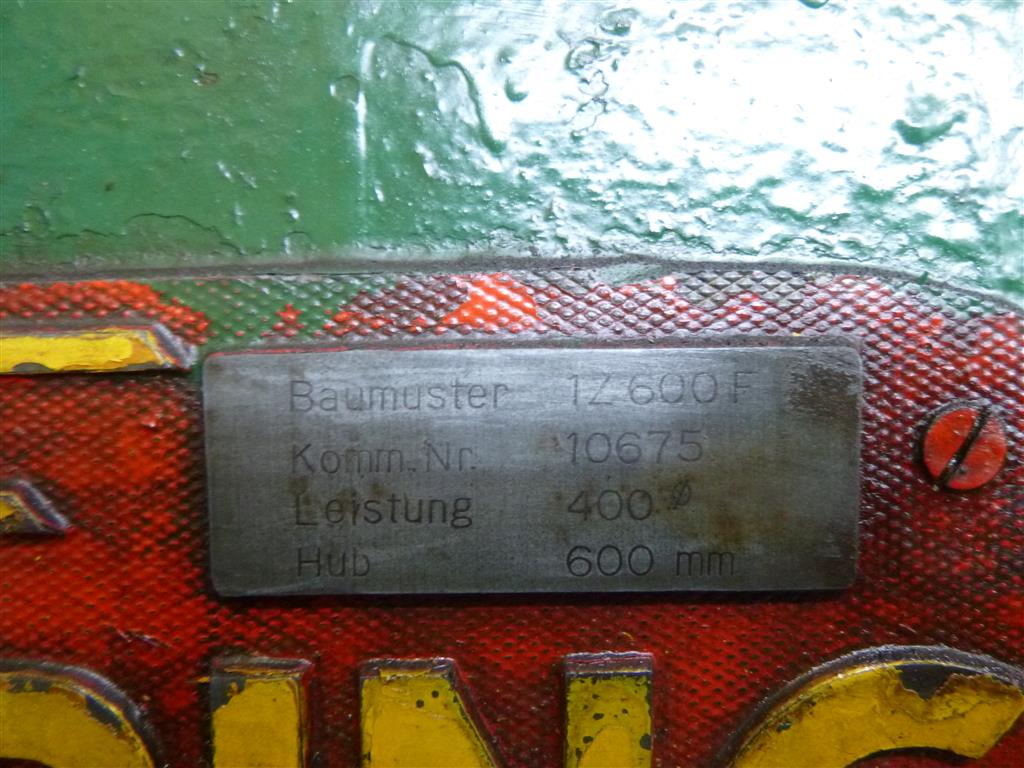 Baumuster 1Z 600 F
Komm. Nr. 10675
Leistung 400 ø
Hub 600 mm